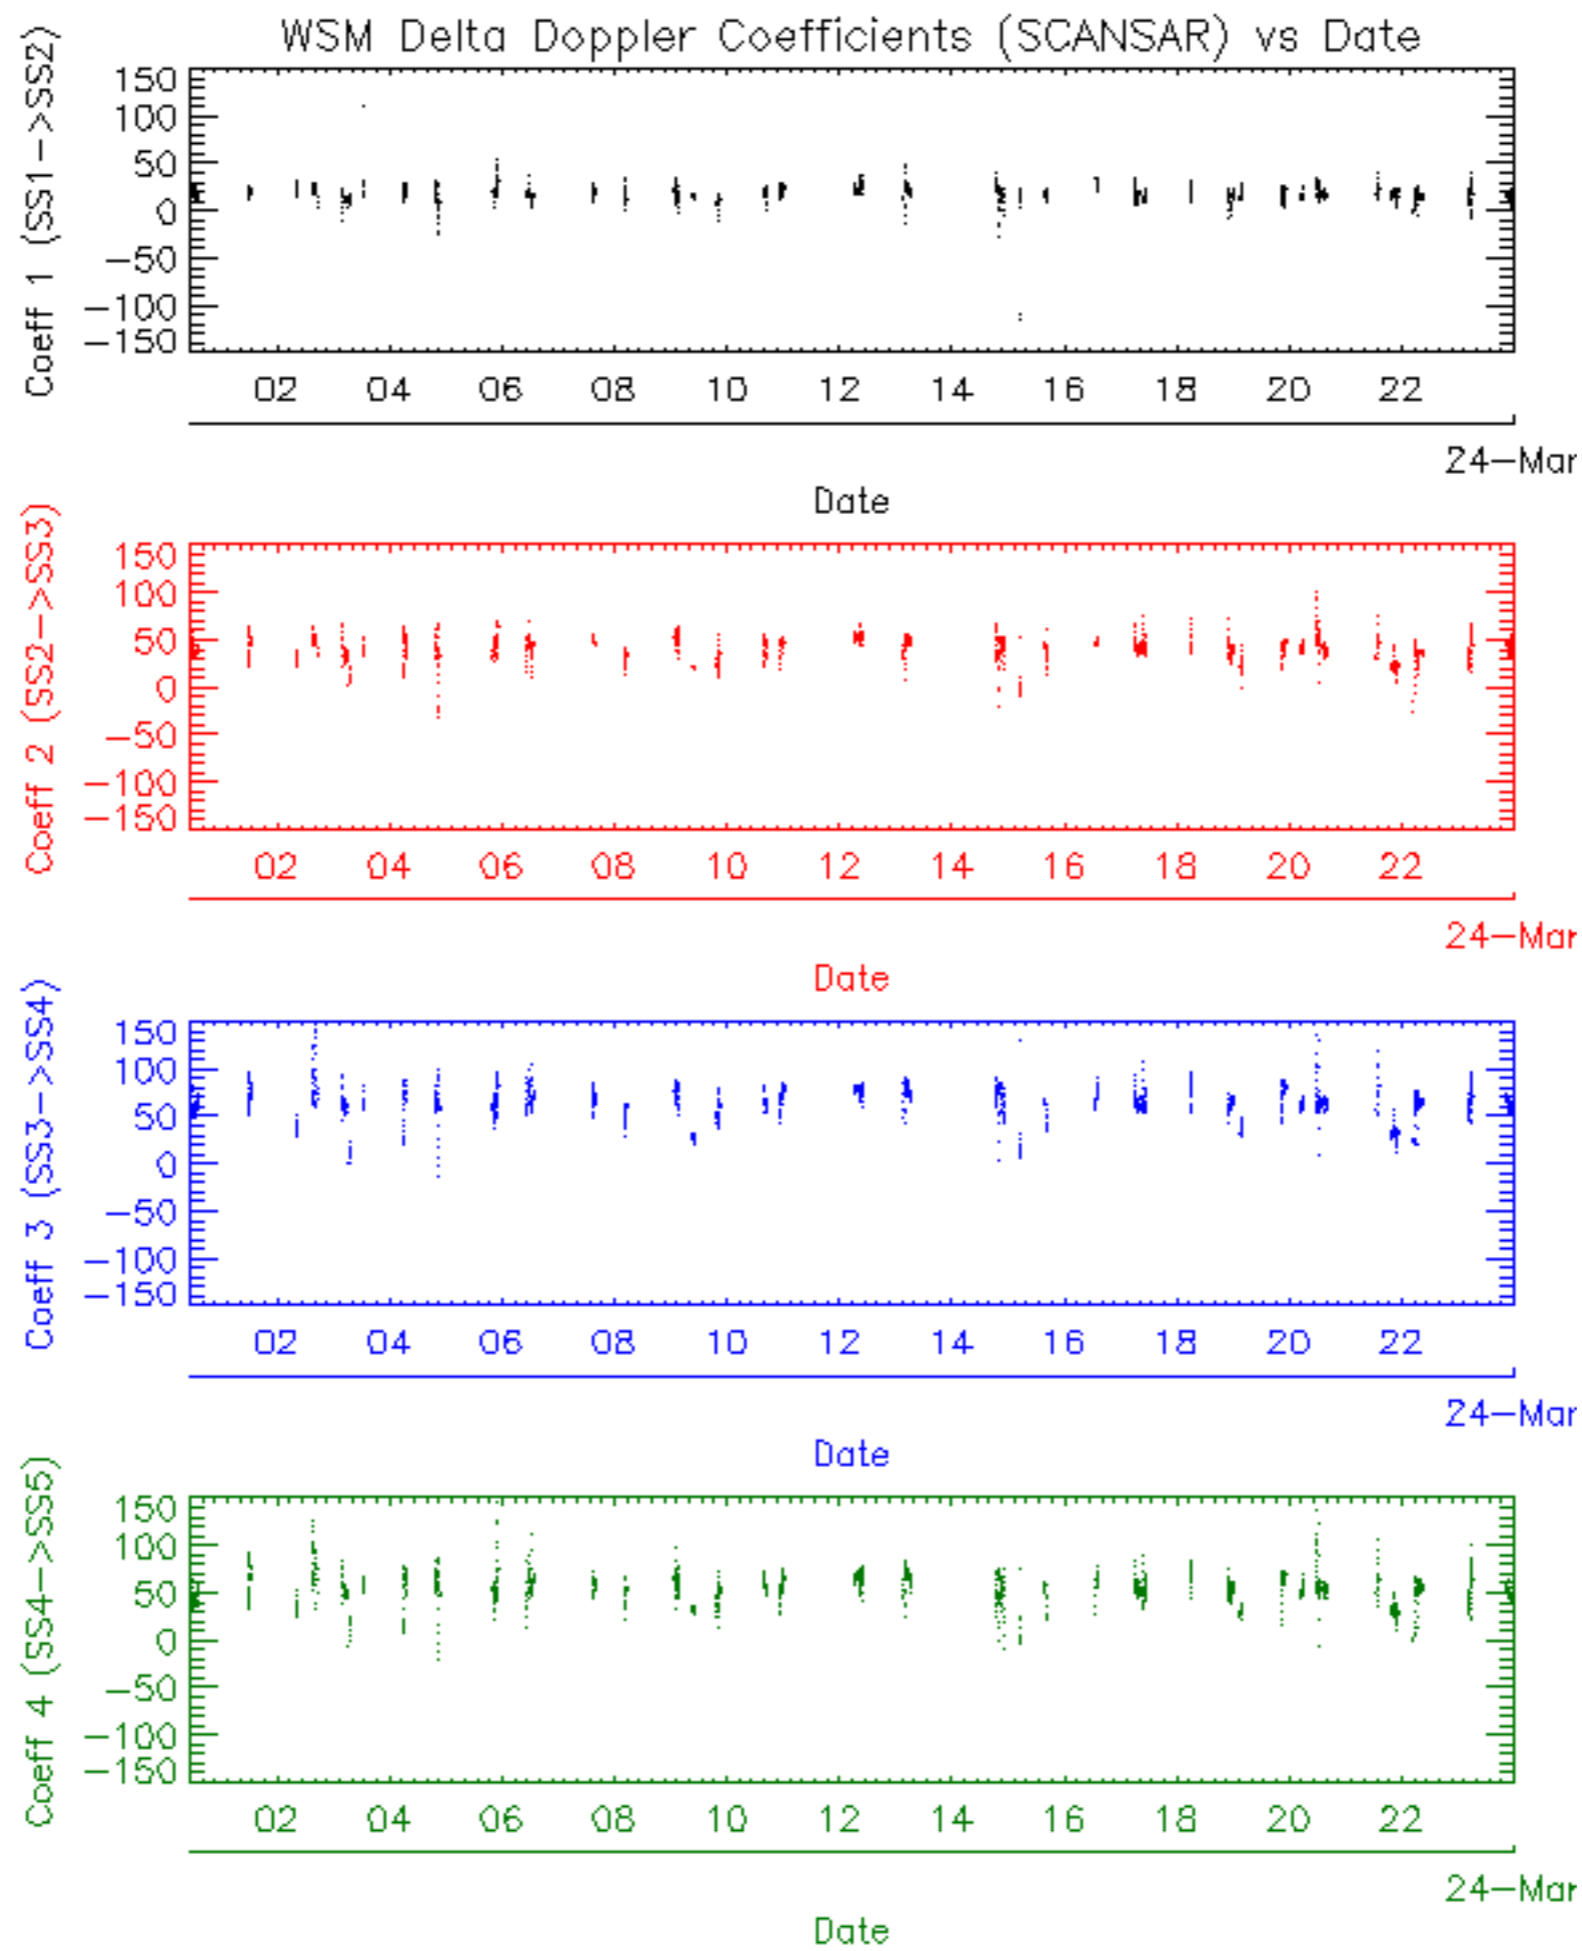 WSM Delta Doppler Coefficients (SCANSAR) vs Date
Coeff 1 (SS1->SS2)
150
100
50
0
-50
-100
-150
02 04 06 08 10 12 14 16 18 20 22
24-Mar
Date
Coeff 2 (SS2->SS3)
150
100
50
0
-50
-100
-150
02 04 06 08 10 12 14 16 18 20 22
24-Mar
Date
Coeff 3 (SS3->SS4)
150
100
50
0
-50
-100
-150
02 04 06 08 10 12 14 16 18 20 22
24-Mar
Date
Coeff 4 (SS4->SS5)
150
100
50
0
-50
-100
-150
02 04 06 08 10 12 14 16 18 20 22
24-Mar
Date